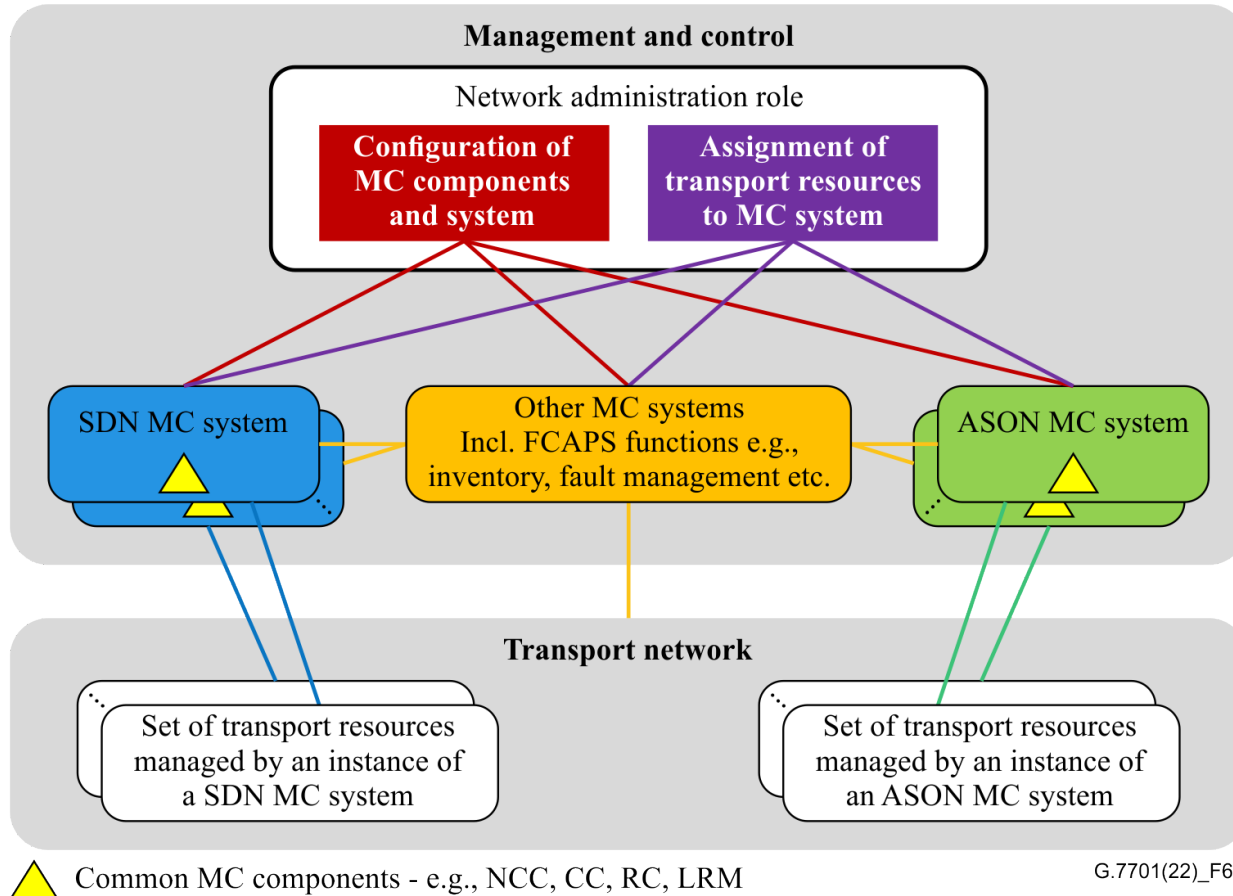 Management and control
Network administration role
Configuration of
MC components
and system
Assignment of
transport resources
to MC system
SDN MC system
Other MC systems
Incl. FCAPS functions e.g.,
inventory, fault management etc.
ASON MC system
Transport network
Set of transport resources
managed by an instance of
a SDN MC system
Set of transport resources
managed by an instance of
an ASON MC system
Common MC components - e.g., NCC, CC, RC, LRM
G.7701(22)_F6